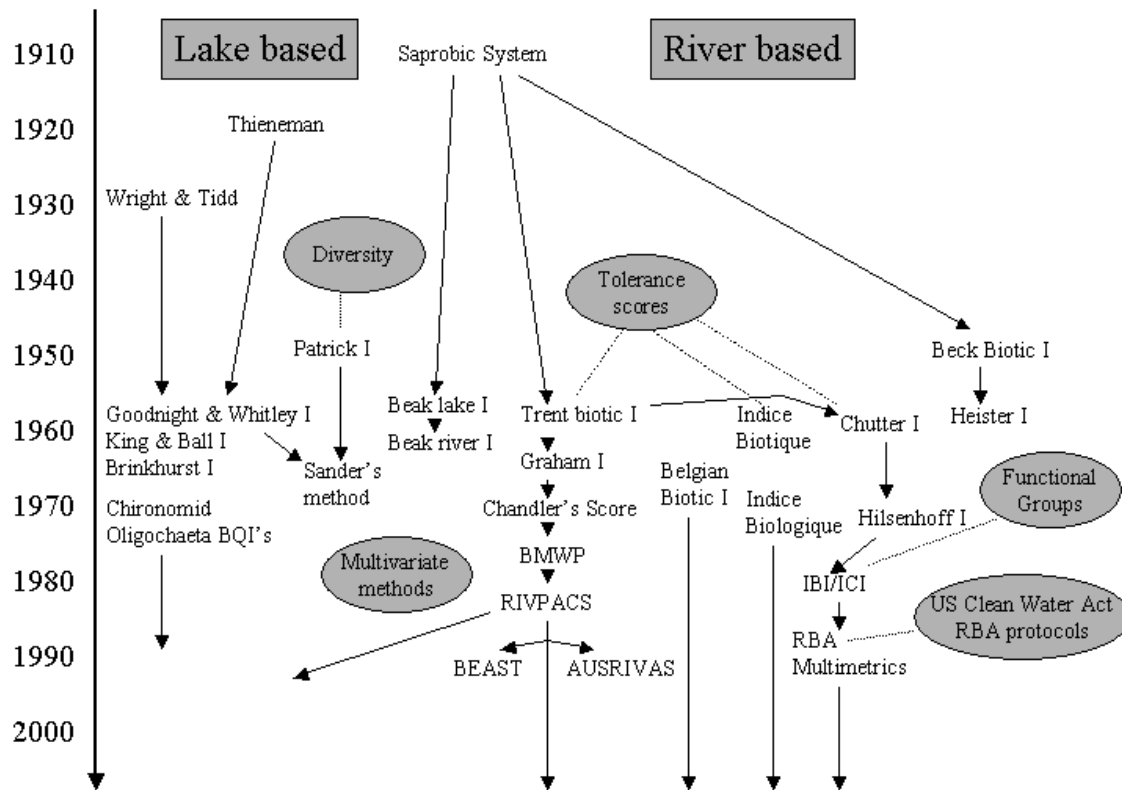 1910
1920
1930
1940
1950
1960
1970
1980
1990
2000
Lake based
Saprobic System
River based
Thieneman
Wright & Tidd
Diversity
Tolerance
scores
Patrick I
Beck Biotic I
Goodnight & Whitley I
King & Ball I
Brinkhurst I
Beak lake I
Beak river I
Trent biotic I
Indice
Biotique
Chutter I
Heister I
Sander's
method
Graham I
Belgian
Biotic I
Functional
Groups
Chironomid
Oligochaeta BQI's
Chandler's Score
Indice
Biologique
Hilsenhoff I
Multivariate
methods
BMWP
RIVPACS
IBI/ICI
US Clean Water Act
RBA protocols
BEAST
AUSRIVAS
RBA
Multimetrics